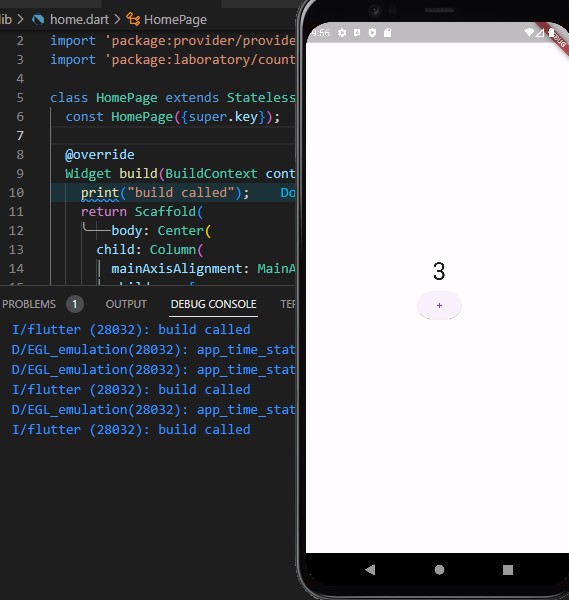 lib > home.dart > HomePage
2 import 'package:provider/provide
3 import 'package:laboratory/count
4
5 class HomePage extends Stateless
6 const HomePage({super.key});
7
8 @override
9 Widget build(BuildContext cont
10 print("build called"); Do
11 return Scaffold(
12 body: Center(
13 child: Column(
14 mainAxisAlignment: MainA
PROBLEMS 1 OUTPUT DEBUG CONSOLE TER
I/flutter (28032): build called
D/EGL_emulation(28032): app_time_stat
D/EGL_emulation(28032): app_time_stat
I/flutter (28032): build called
D/EGL_emulation(28032): app_time_stat
I/flutter (28032): build called
9:56
3
+